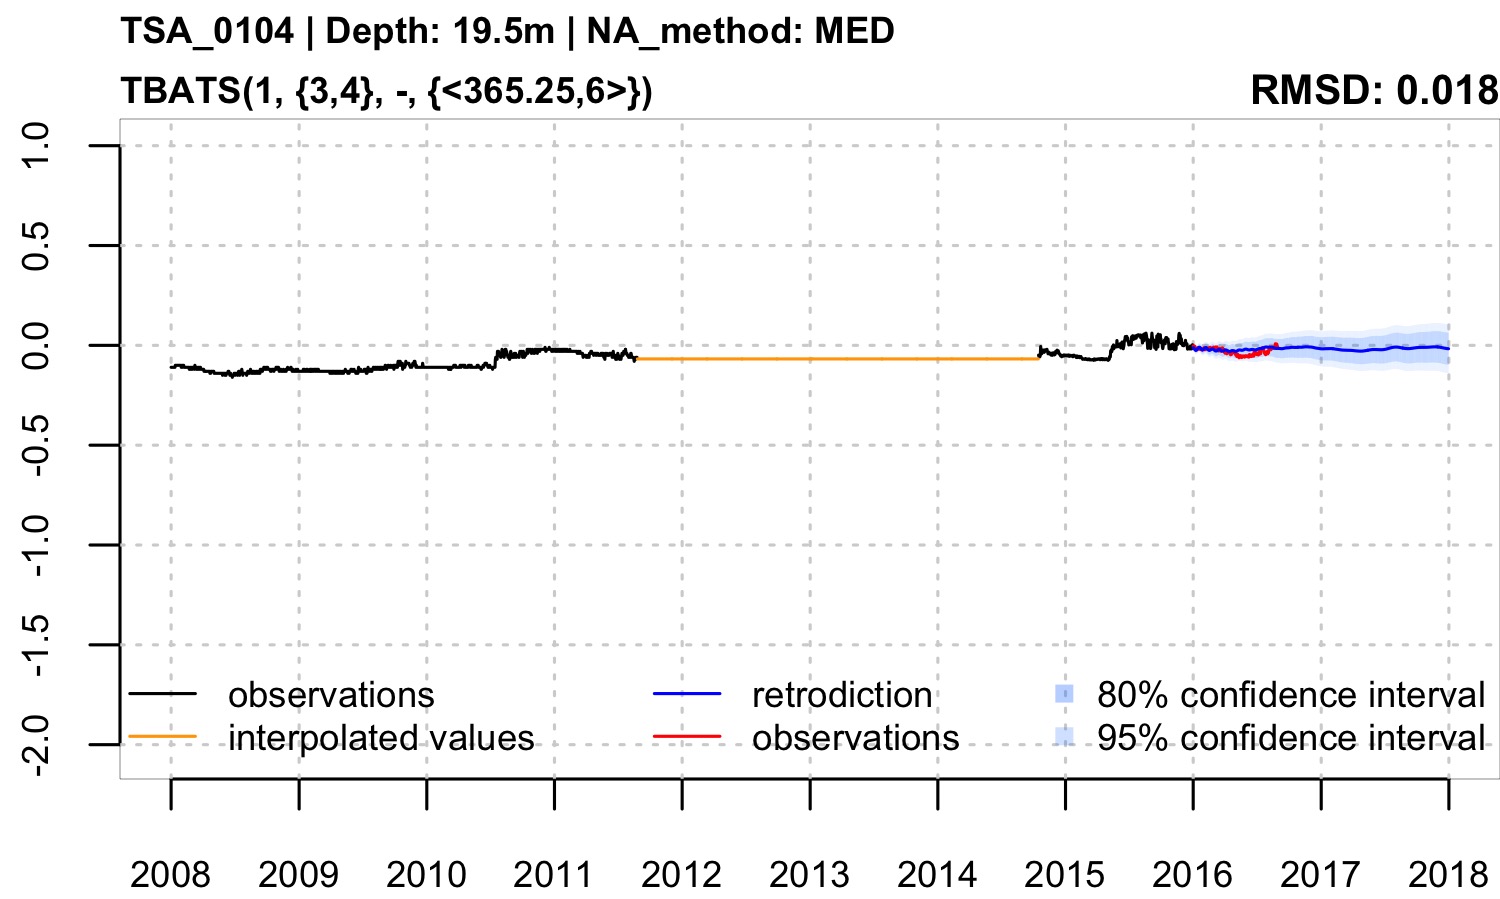 TSA_0104 | Depth: 19.5m | NA_method: MED
TBATS(1, {3,4}, -, {<365.25,6>})
RMSD: 0.018
1.0
0.5
0.0
-0.5
-1.0
-1.5
-2.0
observations
interpolated values
retrodiction
observations
80% confidence interval
95% confidence interval
2008 2009 2010 2011 2012 2013 2014 2015 2016 2017 2018